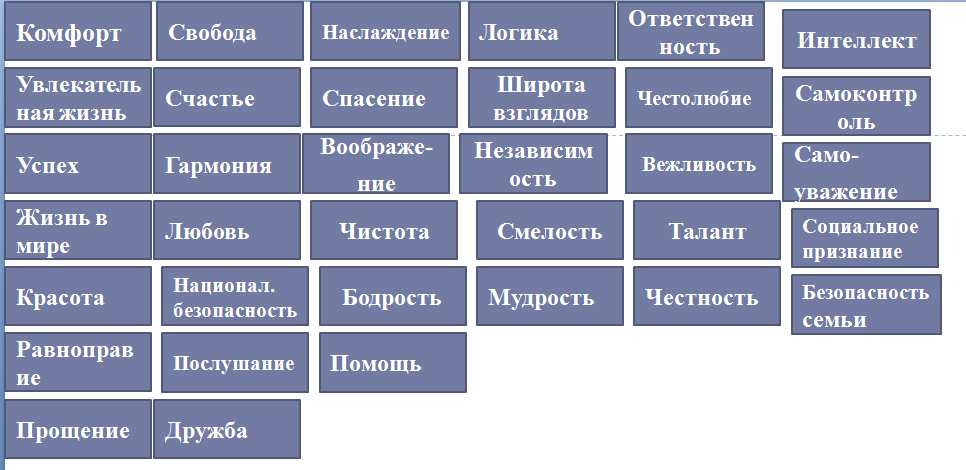 Комфорт
Свобода
Наслаждение
Логика
Ответствен
ность
Интеллект
Увлекатель
ная жизнь
Счастье
Спасение
Широта
взглядов
Честолюбие
Самоконтр
оль
Успех
Гармония
Воображе-
ние
Независим
ость
Вежливость
Само-
уважение
Жизнь в
мире
Любовь
Чистота
Смелость
Талант
Социальное
признание
Красота
Национал.
безопасность
Бодрость
Мудрость
Честность
Безопасность
семьи
Равноправ
ие
Послушание
Помощь
Прощение
Дружба